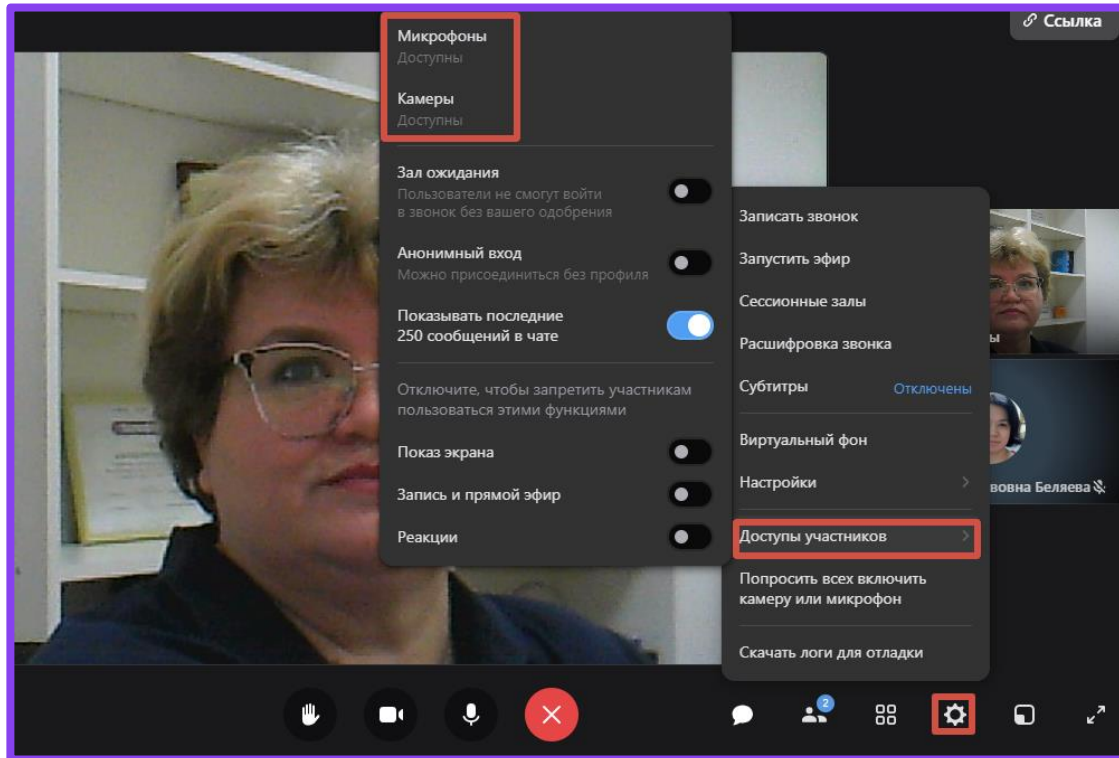 Ссылка
Микрофоны
Доступны
Камеры
Доступны
Зал ожидания
Пользователи не смогут войти
в звонок без вашего одобрения
Анонимный вход
Можно присоединиться без профиля
Показывать последние
250 сообщений в чате
Отключите, чтобы запретить участникам
пользоваться этими функциями
Показ экрана
Запись и прямой эфир
Реакции
Записать звонок
Запустить эфир
Сессионные залы
Расшифровка звонка
Субтитры Отключены
Виртуальный фон
Настройки
Доступы участников
Попросить всех включить
камеру или микрофон
Скачать логи для отладки
ы
вовна Беляева
2